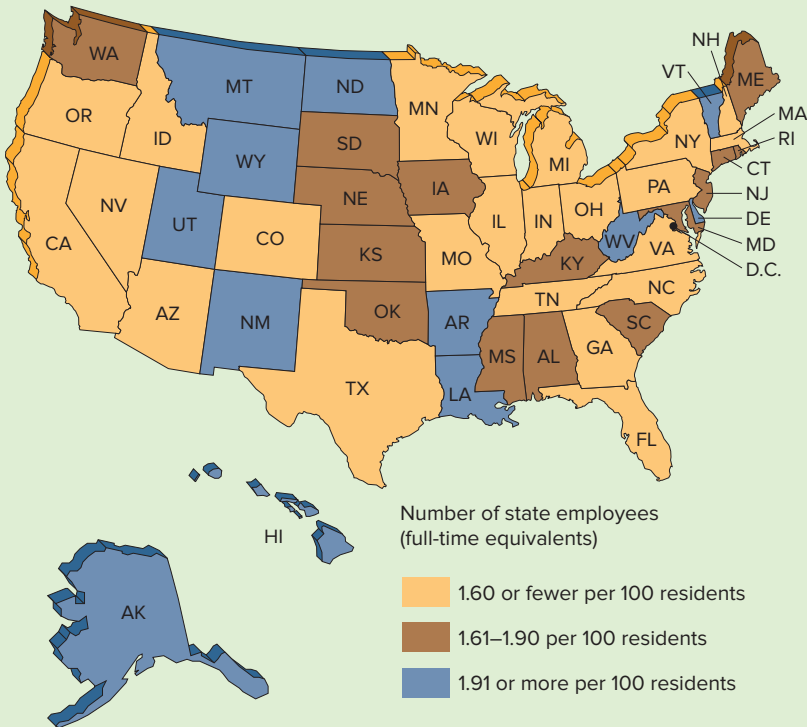 WA
MT
ND
MN
OR
ID
WY
SD
WI
MI
NY
VT
NH
ME
MA
RI
CT
NJ
DE
MD
D.C.
NV
UT
CO
NE
IA
IL
IN
OH
PA
CA
KS
MO
KY
WV
VA
AZ
NM
OK
AR
TN
NC
SC
TX
LA
MS
AL
GA
FL
HI
AK
Number of state employees
(full-time equivalents)
1.60 or fewer per 100 residents
1.61–1.90 per 100 residents
1.91 or more per 100 residents